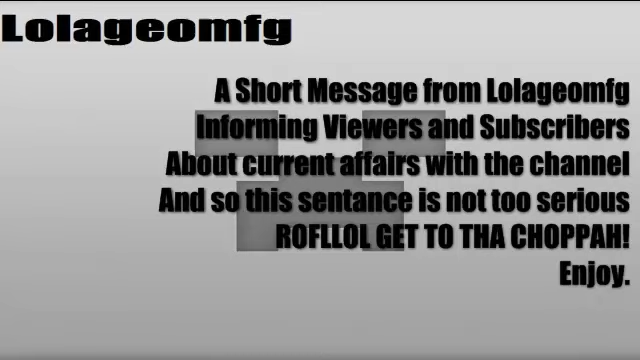 Lolageomfg
A Short Message from Lolageomfg
Informing Viewers and Subscribers
About current affairs with the channel
And so this sentance is not too serious
ROFLLOL GET TO THA CHOPPAH!
Enjoy.